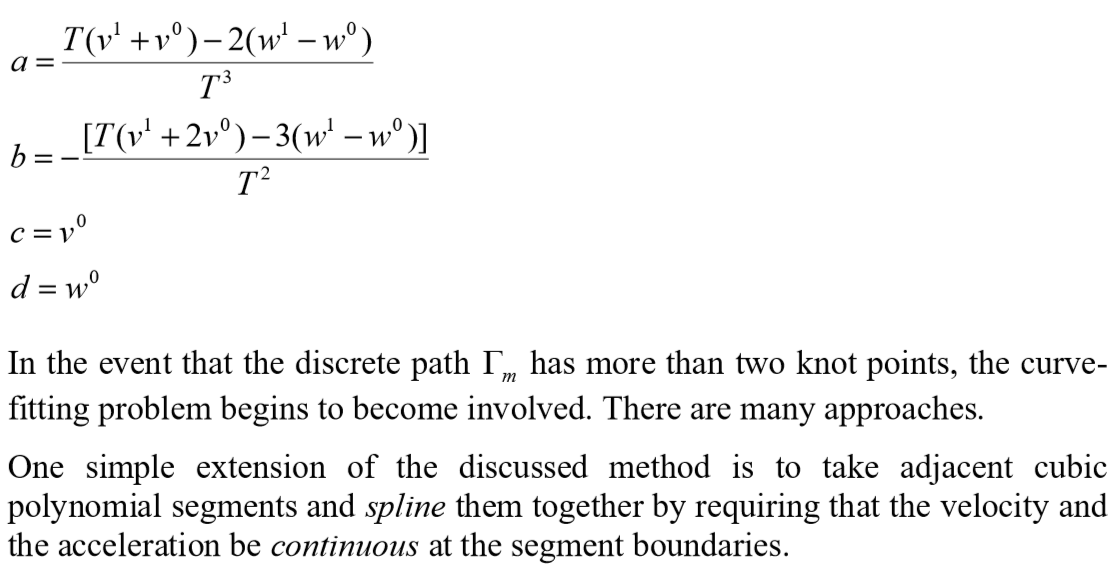 a = \frac{T(v^1 + v^0) - 2(w^1 - w^0)}{T^3}
b = -\frac{[T(v^1 + 2v^0) - 3(w^1 - w^0)]}{T^2}
c = v^0
d = w^0
In the event that the discrete path Γ_m has more than two knot points, the curve-
fitting problem begins to become involved. There are many approaches.
One simple extension of the discussed method is to take adjacent cubic
polynomial segments and spline them together by requiring that the velocity and
the acceleration be continuous at the segment boundaries.